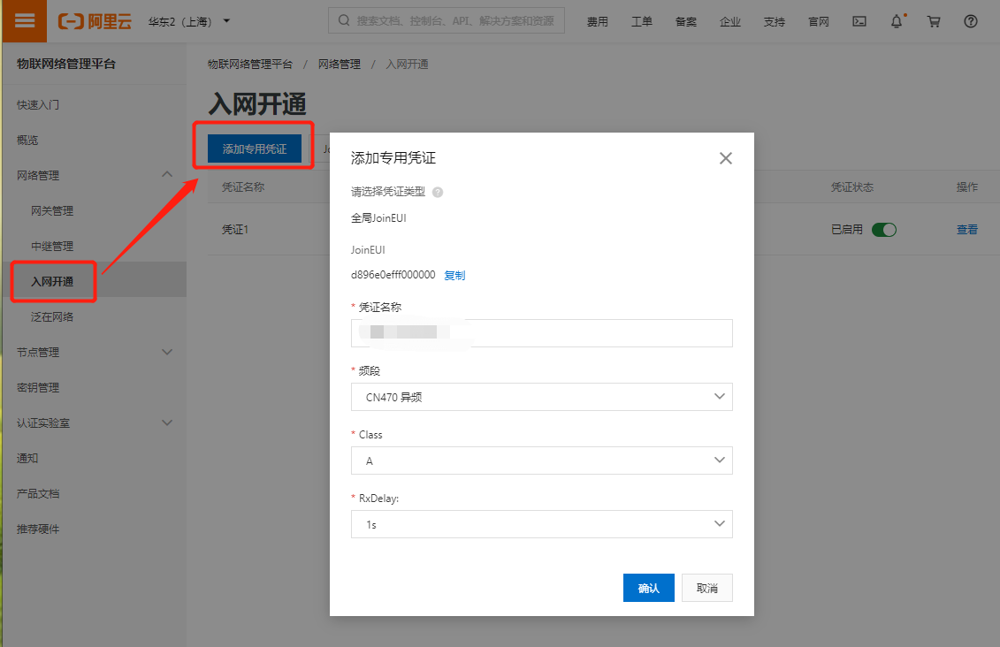 阿里云
华东2（上海）
搜索文档、控制台、API、解决方案和资源
费用 工单 备案 企业 支持 官网
物联网络管理平台
快速入门
概览
网络管理
网关管理
中继管理
入网开通
泛在网络
节点管理
密钥管理
认证实验室
通知
产品文档
推荐硬件
物联网络管理平台 / 网络管理 / 入网开通
入网开通
添加专用凭证
凭证名称 凭证状态 操作
凭证1 已启用 查看
添加专用凭证
请选择凭证类型
全局JoinEUI
JoinEUI
d896e0efff000000 复制
* 凭证名称
* 频段
CN470 异频
* Class
A
* RxDelay:
1s
确认 取消